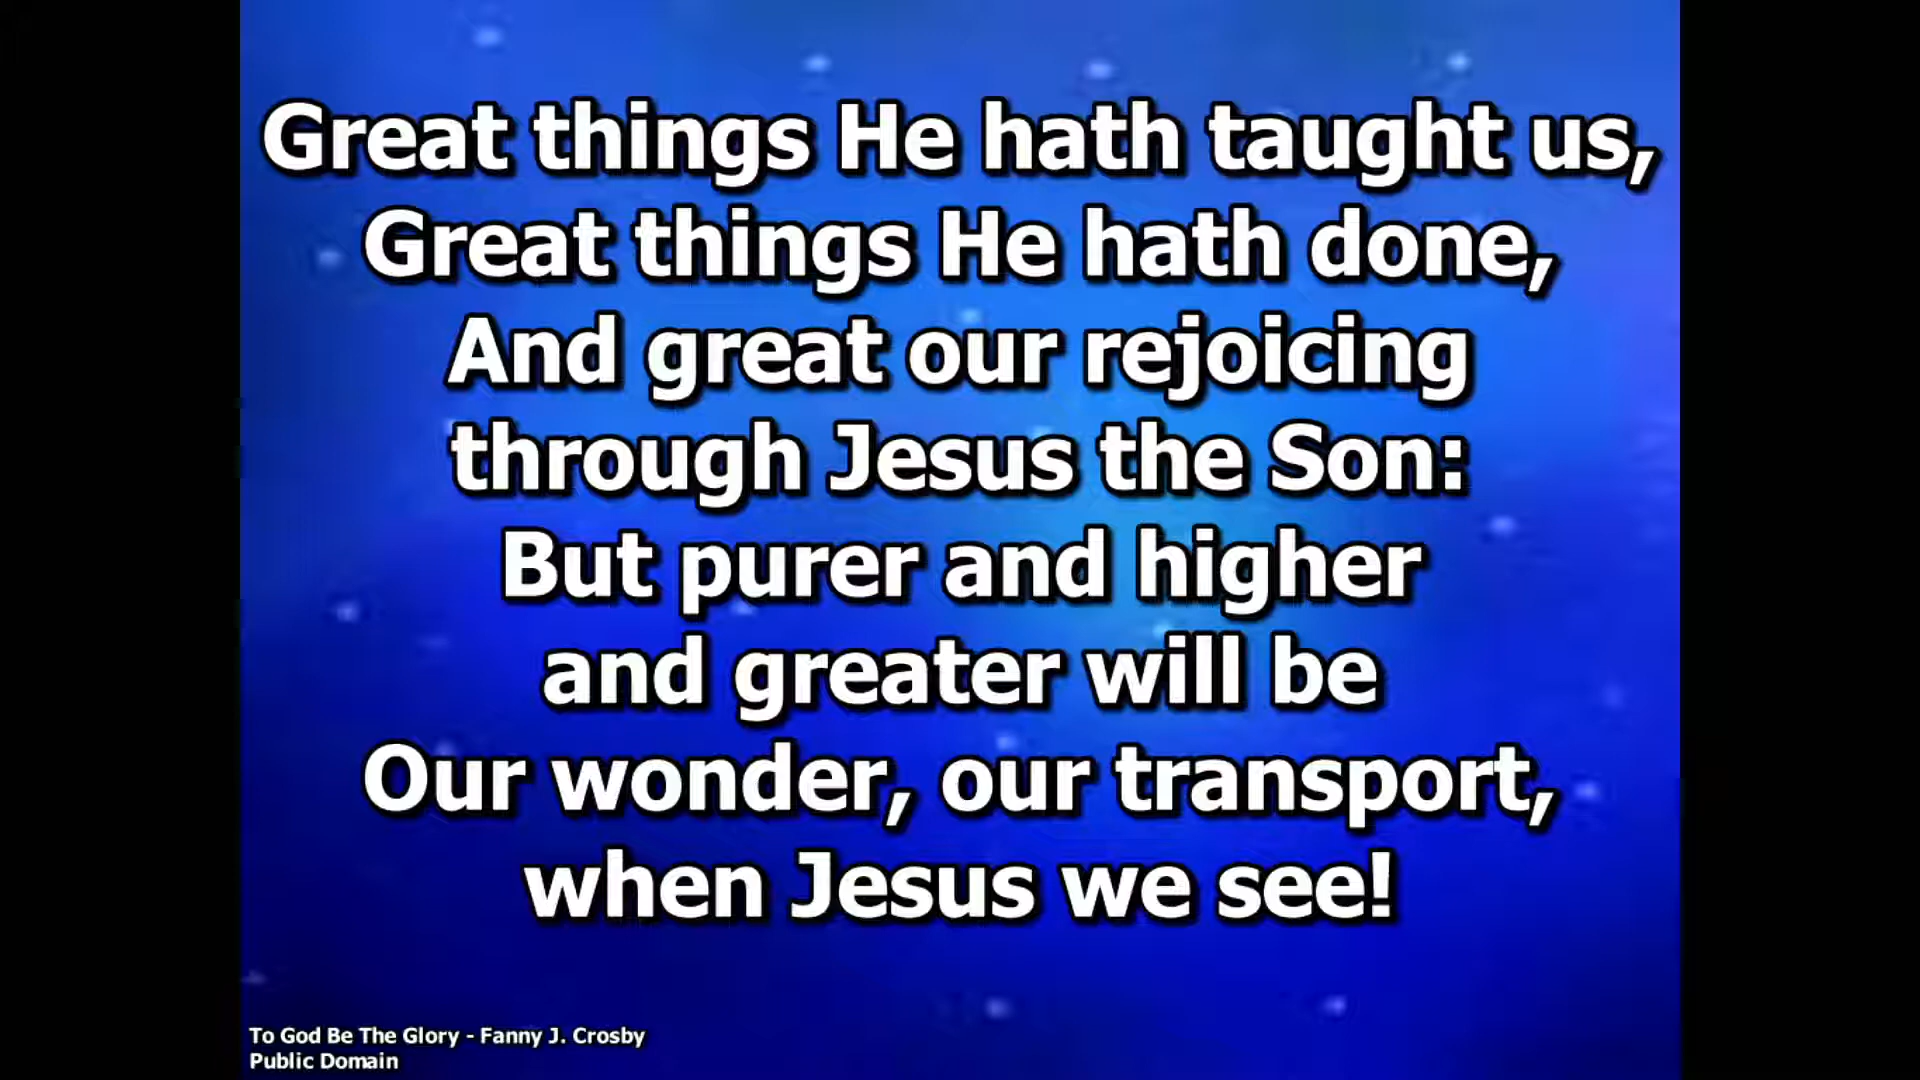 Great things He hath taught us,
Great things He hath done,
And great our rejoicing
through Jesus the Son:
But purer and higher
and greater will be
Our wonder, our transport,
when Jesus we see!
To God Be The Glory - Fanny J. Crosby
Public Domain